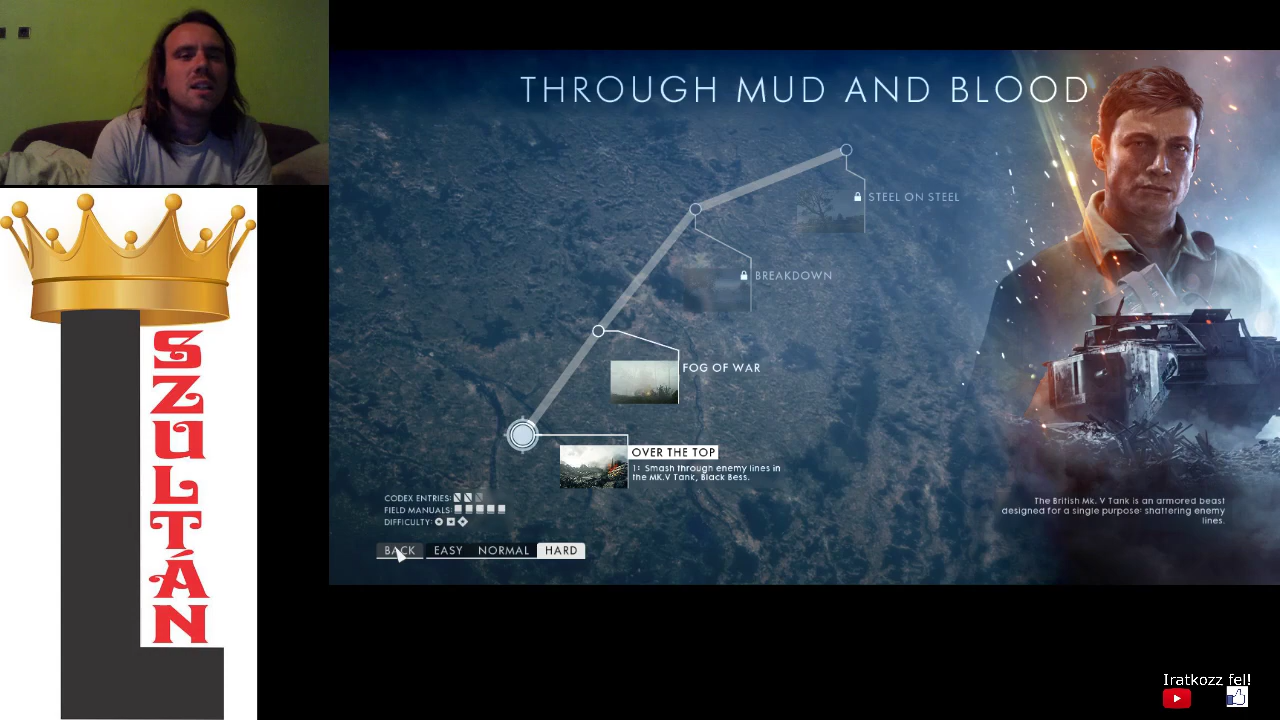 THROUGH MUD AND BLOOD
STEEL ON STEEL
BREAKDOWN
FOG OF WAR
OVER THE TOP
1: Smash through enemy lines in
the MK.V Tank, Black Bess.
CODEX ENTRIES:
FIELD MANUALS:
DIFFICULTY:
BACK EASY NORMAL HARD
The British Mk. V Tank is an armored beast
designed for a single purpose: shattering enemy
lines.
L
SZULTÁN
Iratkozz fel!